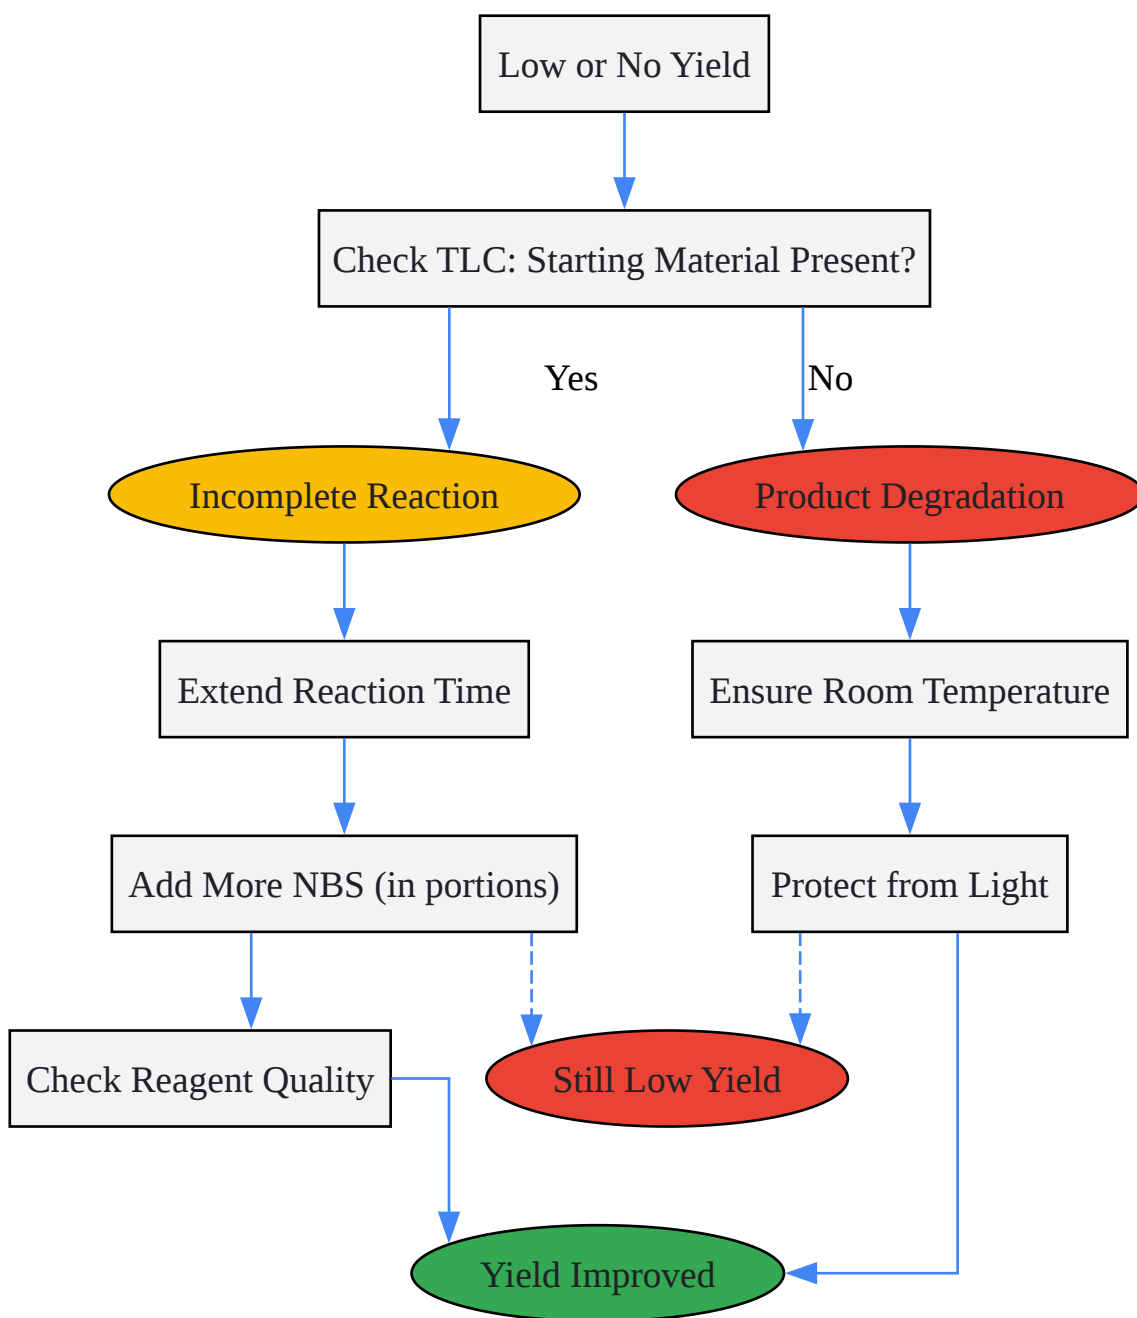 Low or No Yield
Check TLC: Starting Material Present?
Yes
No
Incomplete Reaction
Product Degradation
Extend Reaction Time
Ensure Room Temperature
Add More NBS (in portions)
Protect from Light
Check Reagent Quality
Still Low Yield
Yield Improved